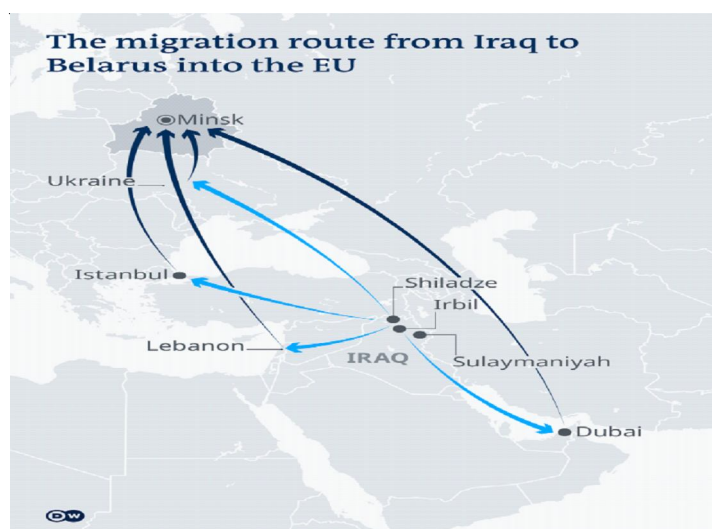 The migration route from Iraq to
Belarus into the EU
Minsk
Ukraine
Istanbul
Shiladze
Irbil
Lebanon
IRAQ
Sulaymaniyah
Dubai
DW